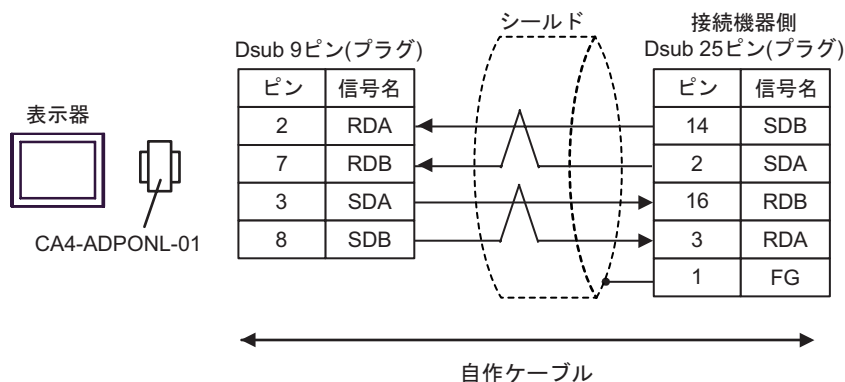 シールド
接続機器側
Dsub 9ピン(プラグ)
Dsub 25ピン(プラグ)
ピン 信号名
ピン 信号名
表示器
2 RDA
14 SDB
7 RDB
2 SDA
3 SDA
16 RDB
8 SDB
3 RDA
1 FG
CA4-ADPONL-01
自作ケーブル